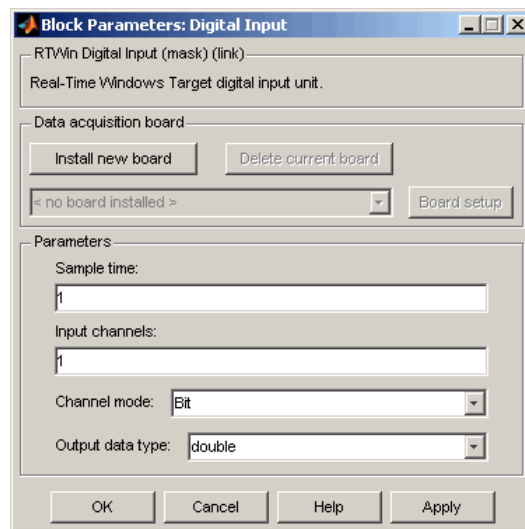 Block Parameters: Digital Input
RTWin Digital Input (mask) (link)
Real-Time Windows Target digital input unit.
Data acquisition board
Install new board
Delete current board
< no board installed >
Board setup
Parameters
Sample time:
1
Input channels:
1
Channel mode:
Bit
Output data type:
double
OK
Cancel
Help
Apply